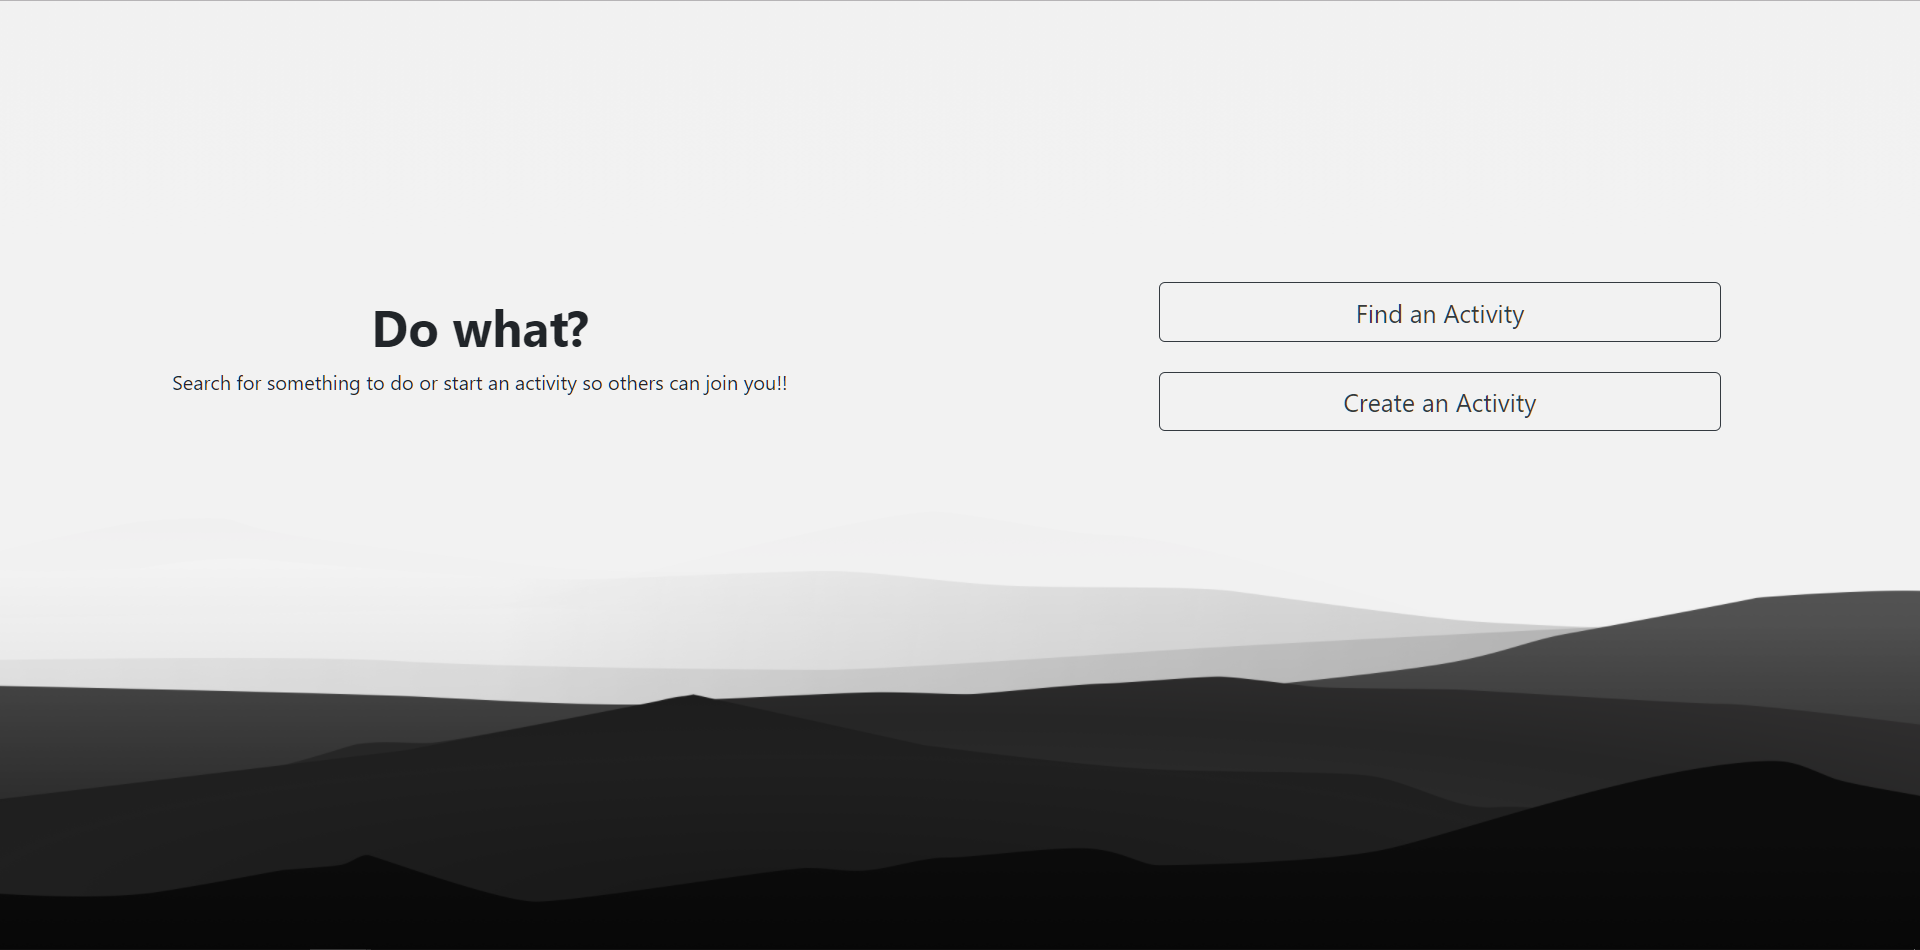 Do what?
Search for something to do or start an activity so others can join you!!
Find an Activity
Create an Activity